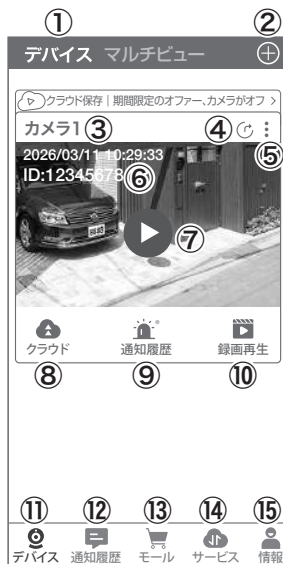 ① ②
デバイス マルチビュー
クラウド保存｜期間限定のオファー、カメラがオフ >
カメラ1 ③ ④ ⑤
2026/03/11 10:29:33
ID:12345678 ⑥
⑦
クラウド 通知履歴 録画再生
⑧ ⑨ ⑩
⑪ ⑫ ⑬ ⑭ ⑮
デバイス 通知履歴 モール サービス 情報